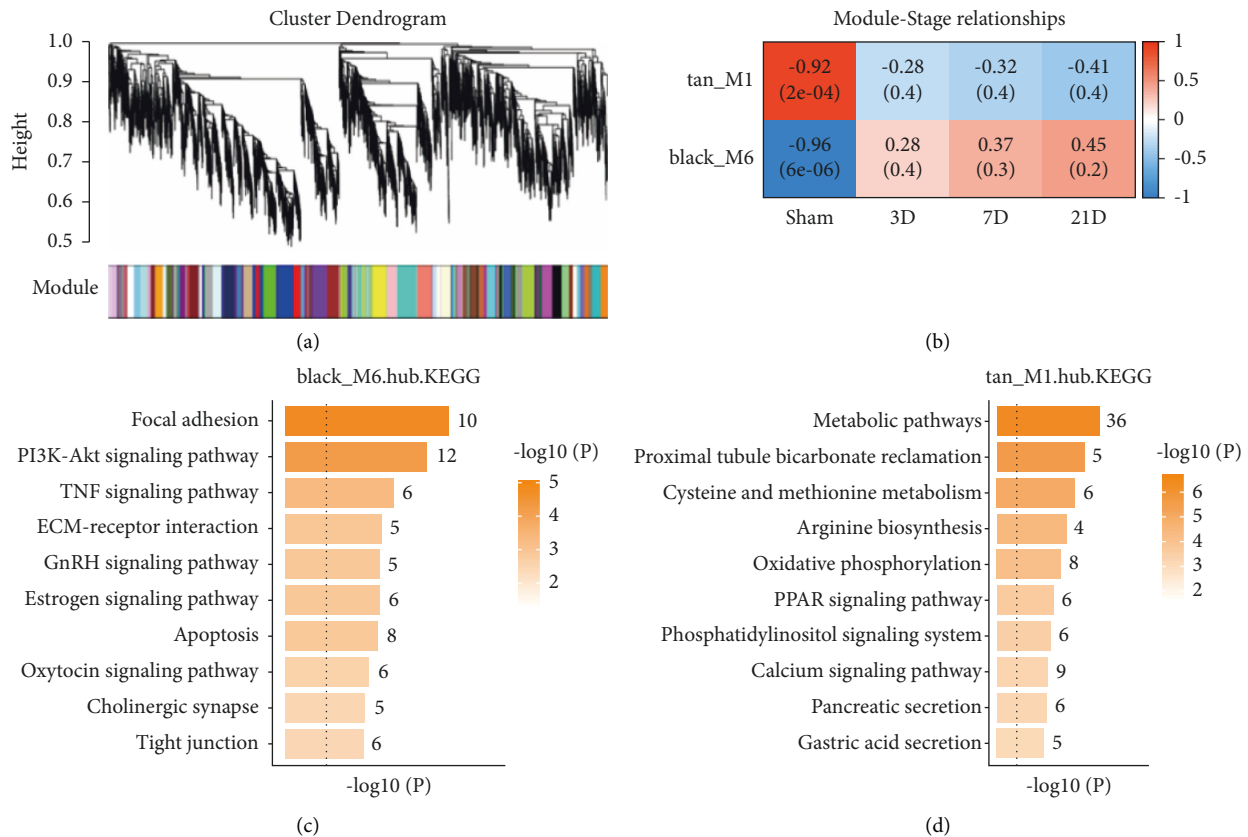 Cluster Dendrogram
1.0
0.9
0.8
0.7
0.6
0.5
Height
Module
(a)
Module-Stage relationships
tan_M1
-0.92 -0.28 -0.32 -0.41
(2e-04) (0.4) (0.4) (0.4)
black_M6
-0.96 0.28 0.37 0.45
(6e-06) (0.4) (0.3) (0.2)
Sham 3D 7D 21D
1
0.5
0
-0.5
-1
(b)
black_M6.hub.KEGG
Focal adhesion 10
PI3K-Akt signaling pathway 12
TNF signaling pathway 6
ECM-receptor interaction 5
GnRH signaling pathway 5
Estrogen signaling pathway 6
Apoptosis 8
Oxytocin signaling pathway 6
Cholinergic synapse 5
Tight junction 6
-log10 (P)
-log10 (P)
5
4
3
2
(c)
tan_M1.hub.KEGG
Metabolic pathways 36
Proximal tubule bicarbonate reclamation 5
Cysteine and methionine metabolism 6
Arginine biosynthesis 4
Oxidative phosphorylation 8
PPAR signaling pathway 6
Phosphatidylinositol signaling system 6
Calcium signaling pathway 9
Pancreatic secretion 6
Gastric acid secretion 5
-log10 (P)
-log10 (P)
6
5
4
3
2
(d)